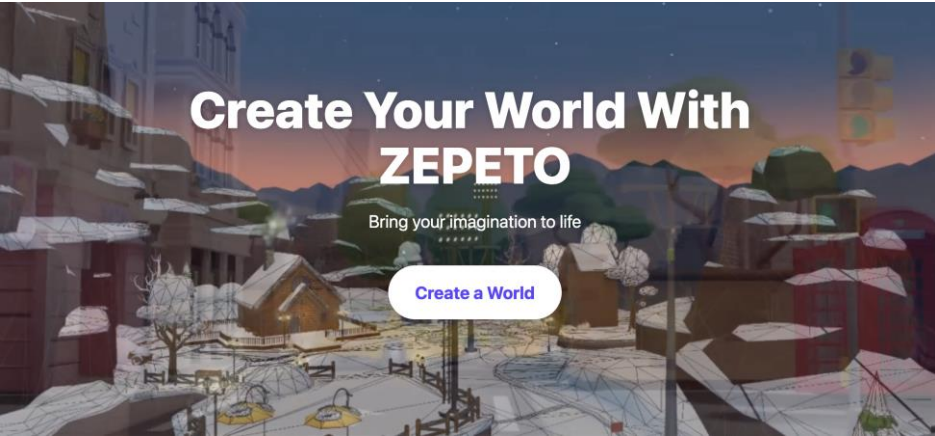 Create Your World With
ZEPETO
Bring your imagination to life
Create a World